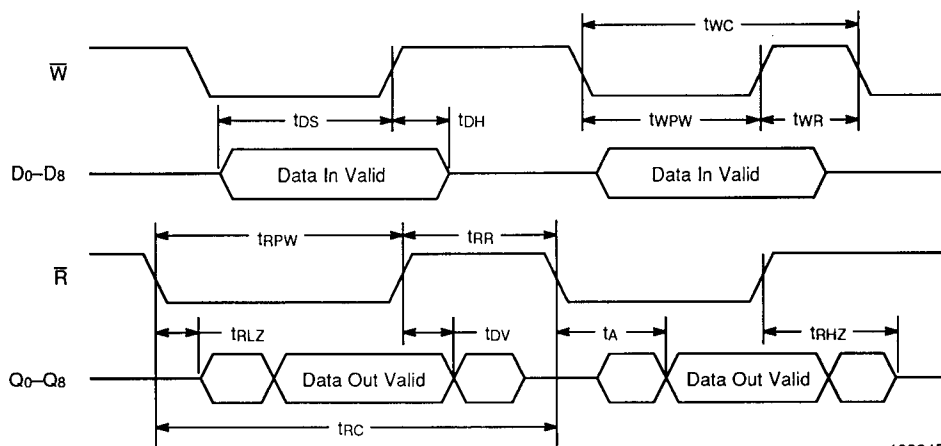 tWC
W
tDS
tDH
tWPW
tWR
D0–D8
Data In Valid
Data In Valid
tRPW
tRR
R
tRLZ
tDV
tA
tRHZ
Q0–Q8
Data Out Valid
Data Out Valid
tRC